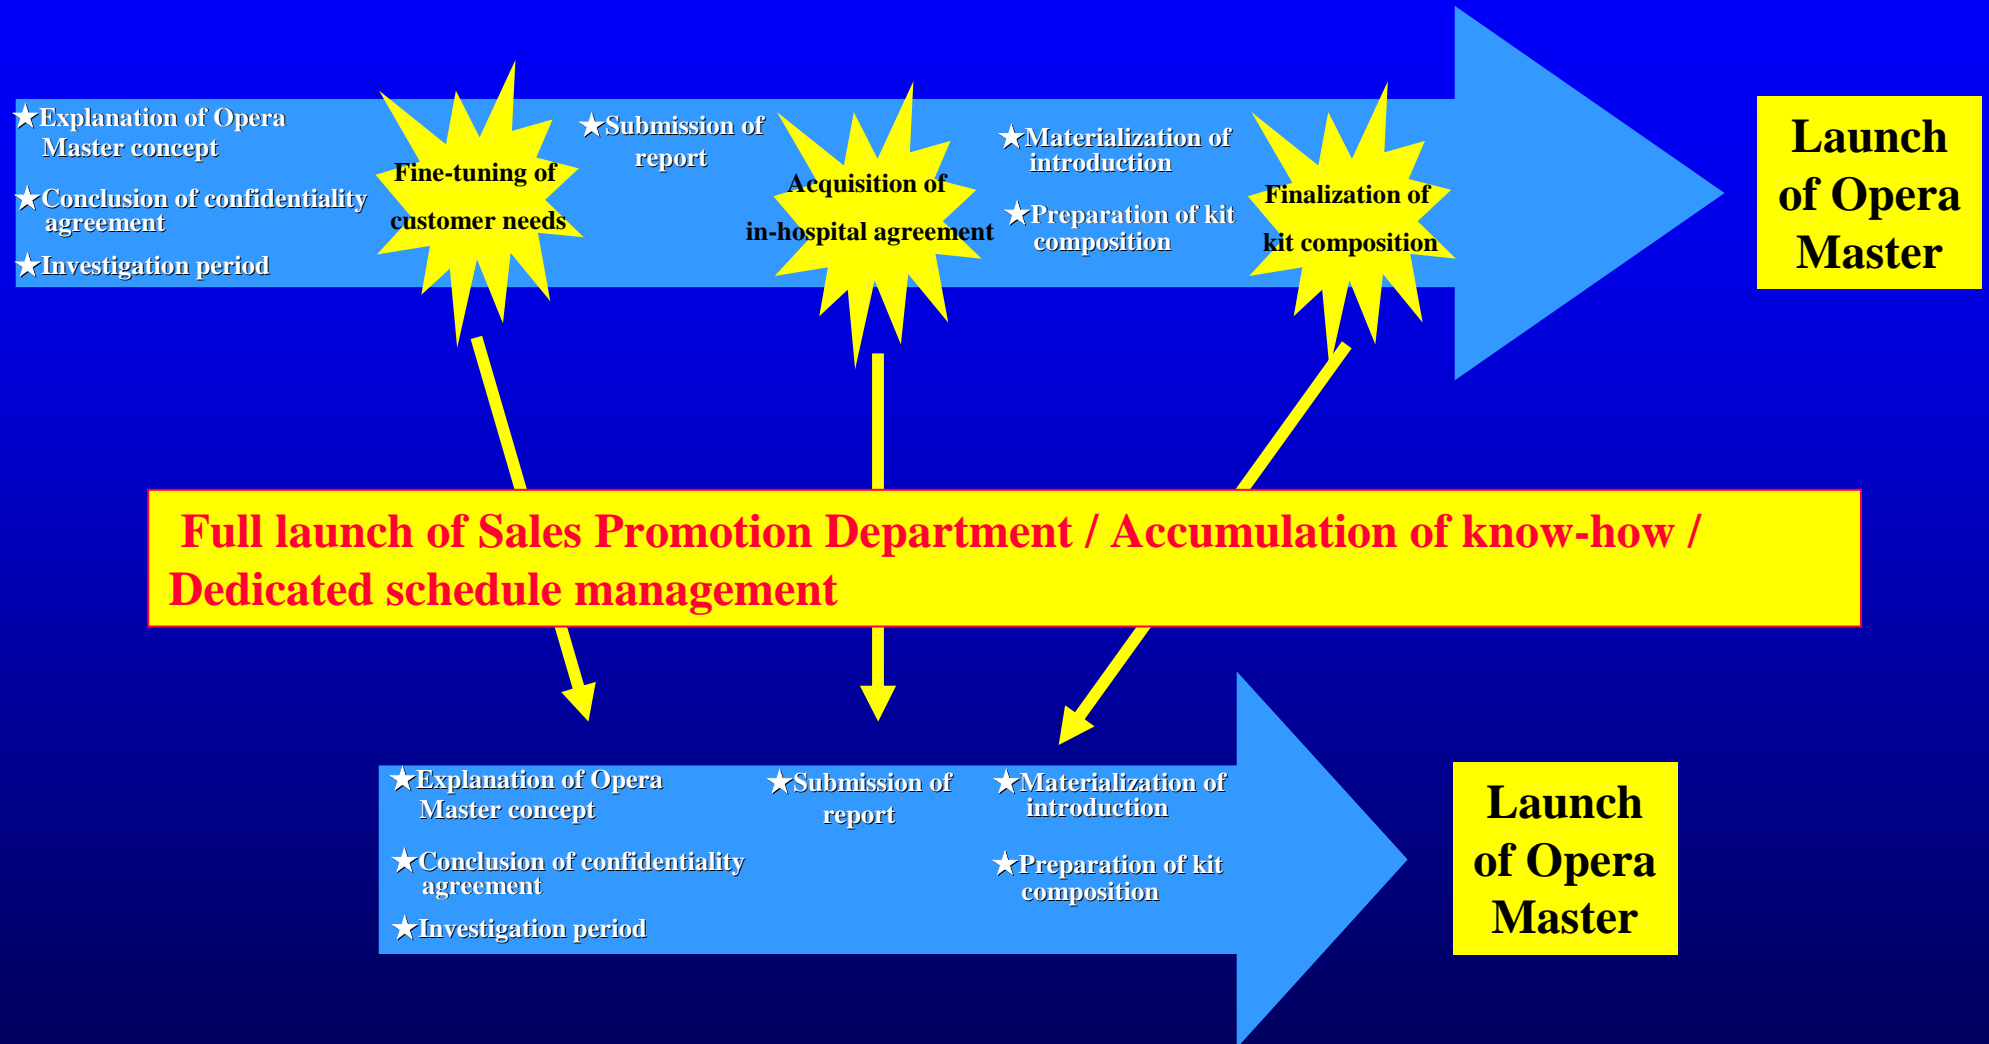 ★Explanation of Opera
Master concept
★Conclusion of confidentiality
agreement
★Investigation period
Fine-tuning of
customer needs
★Submission of
report
Acquisition of
in-hospital agreement
★Materialization of
introduction
★Preparation of kit
composition
Finalization of
kit composition
Launch
of Opera
Master
Full launch of Sales Promotion Department / Accumulation of know-how /
Dedicated schedule management
★Explanation of Opera
Master concept
★Conclusion of confidentiality
agreement
★Investigation period
★Submission of
report
★Materialization of
introduction
★Preparation of kit
composition
Launch
of Opera
Master